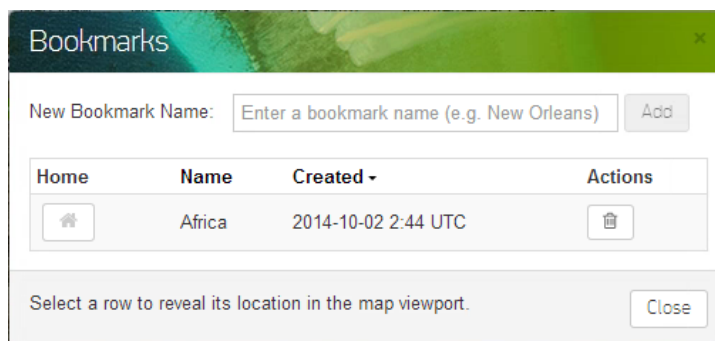 Bookmarks ×
New Bookmark Name: Enter a bookmark name (e.g. New Orleans) Add
Home Name Created Actions
Africa 2014-10-02 2:44 UTC
Select a row to reveal its location in the map viewport. Close